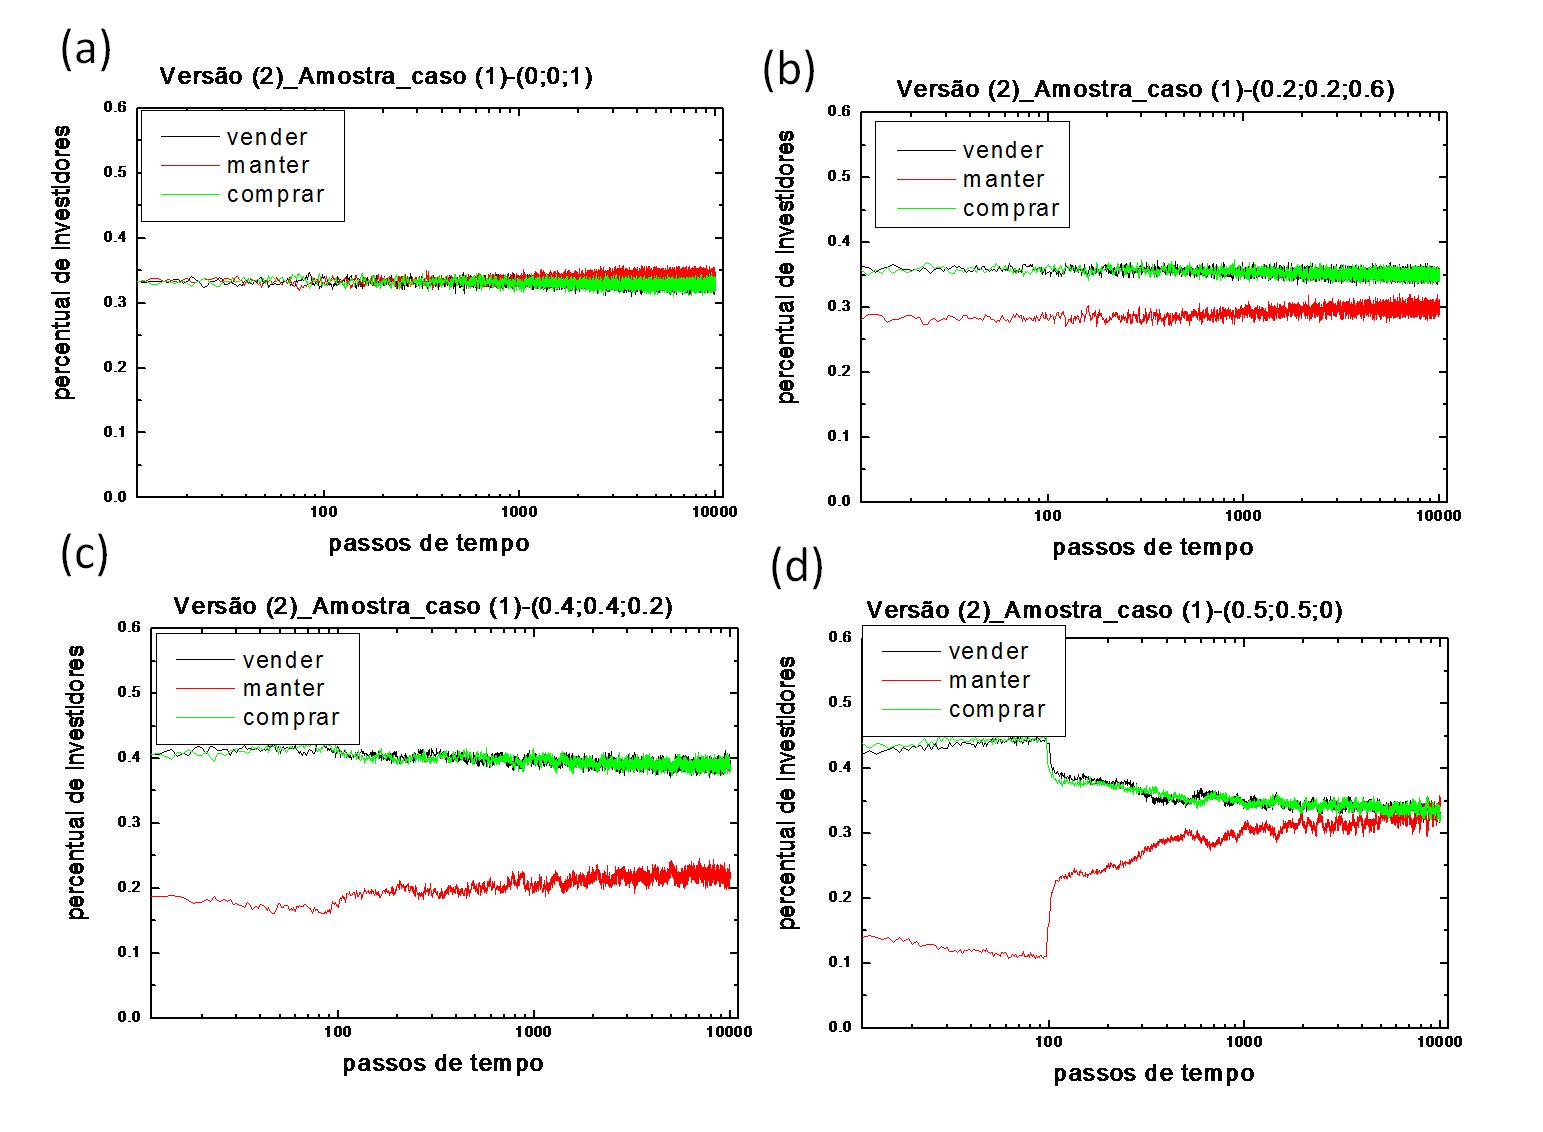 (a)
Versão (2)_Amostra_caso (1)-(0;0;1)
percentual de Investidores
0.6
0.5
0.4
0.3
0.2
0.1
0.0
vender
manter
comprar
100
1000
10000
passos de tempo
(b)
Versão (2)_Amostra_caso (1)-(0.2;0.2;0.6)
percentual de Investidores
0.6
0.5
0.4
0.3
0.2
0.1
0.0
vender
manter
comprar
100
1000
10000
passos de tempo
(c)
Versão (2)_Amostra_caso (1)-(0.4;0.4;0.2)
percentual de Investidores
0.6
0.5
0.4
0.3
0.2
0.1
0.0
vender
manter
comprar
100
1000
10000
passos de tempo
(d)
Versão (2)_Amostra_caso (1)-(0.5;0.5;0)
percentual de Investidores
0.6
0.5
0.4
0.3
0.2
0.1
0.0
vender
manter
comprar
100
1000
10000
passos de tempo